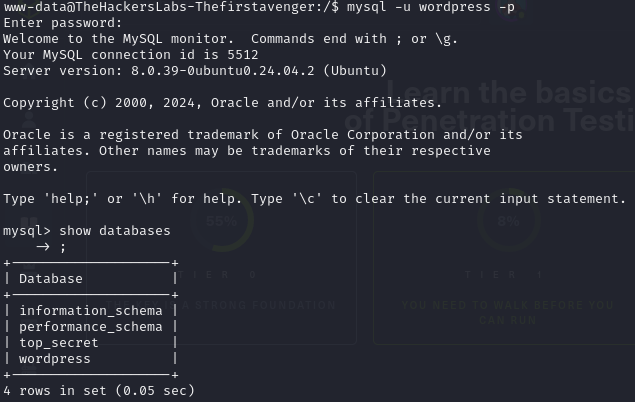 www-data@TheHackersLabs-Thefirstavenger:/$ mysql -u wordpress -p
Enter password:
Welcome to the MySQL monitor.  Commands end with ; or \g.
Your MySQL connection id is 5512
Server version: 8.0.39-0ubuntu0.24.04.2 (Ubuntu)
Learn the basics
Copyright (c) 2000, 2024, Oracle and/or its affiliates.
of Penetration Testi
Oracle is a registered trademark of Oracle Corporation and/or its
affiliates. Other names may be trademarks of their respective
owners.
Type 'help;' or '\h' for help. Type '\c' to clear the current input statement.
65%
8%
mysql> show databases
    -> ;
TIER 0
TIER 1
+--------------------+
| Database           |
+--------------------+
STRONG FOUNDATION
YOU NEED TO WALK BEFORE YOU
CAN RUN
| information_schema |
| performance_schema |
| top_secret         |
| wordpress          |
+--------------------+
4 rows in set (0.05 sec)